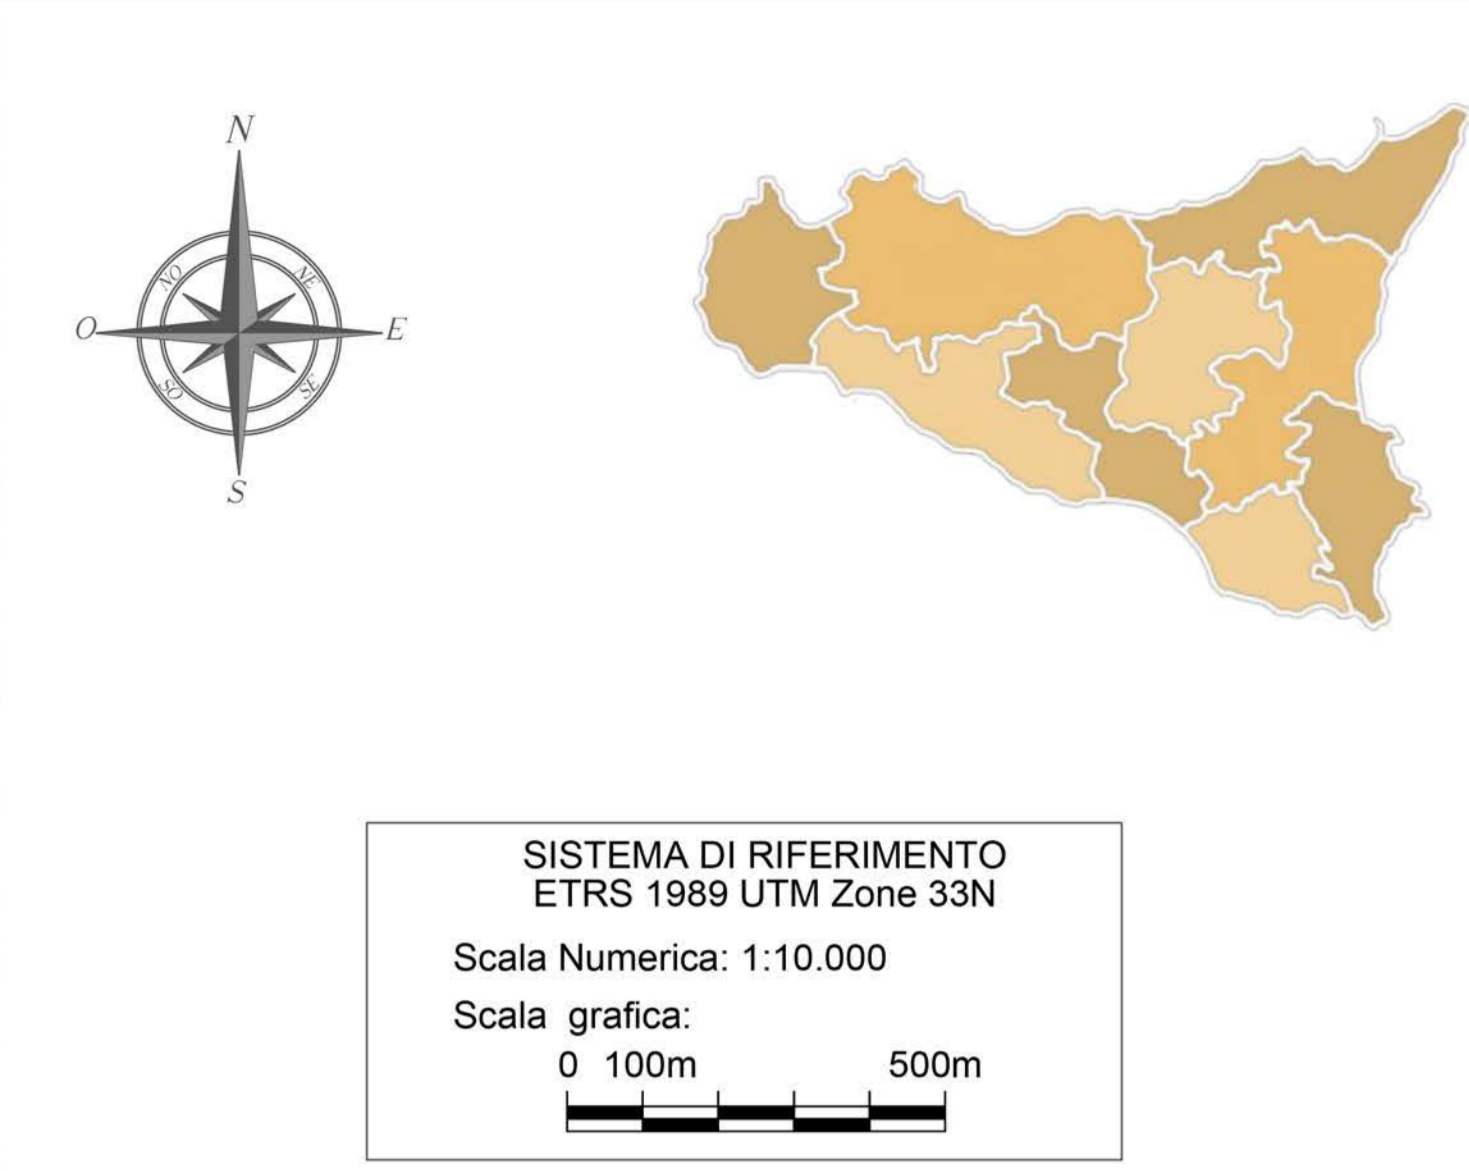 N
NO
NE
O
E
SO
SE
S
SISTEMA DI RIFERIMENTO
ETRS 1989 UTM Zone 33N
Scala Numerica: 1:10.000
Scala grafica:
0 100m 500m